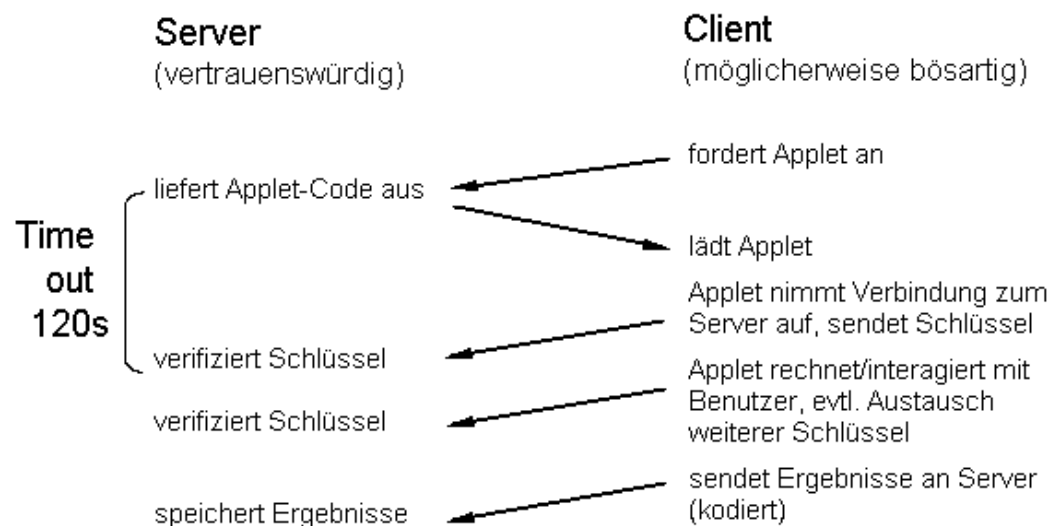 Server
(vertrauenswürdig)
Client
(möglicherweise bösartig)
fordert Applet an
liefert Applet-Code aus
Time
out
120s
lädt Applet
Applet nimmt Verbindung zum
Server auf, sendet Schlüssel
verifiziert Schlüssel
Applet rechnet/interagiert mit
Benutzer, evtl. Austausch
weiterer Schlüssel
verifiziert Schlüssel
sendet Ergebnisse an Server
(kodiert)
speichert Ergebnisse